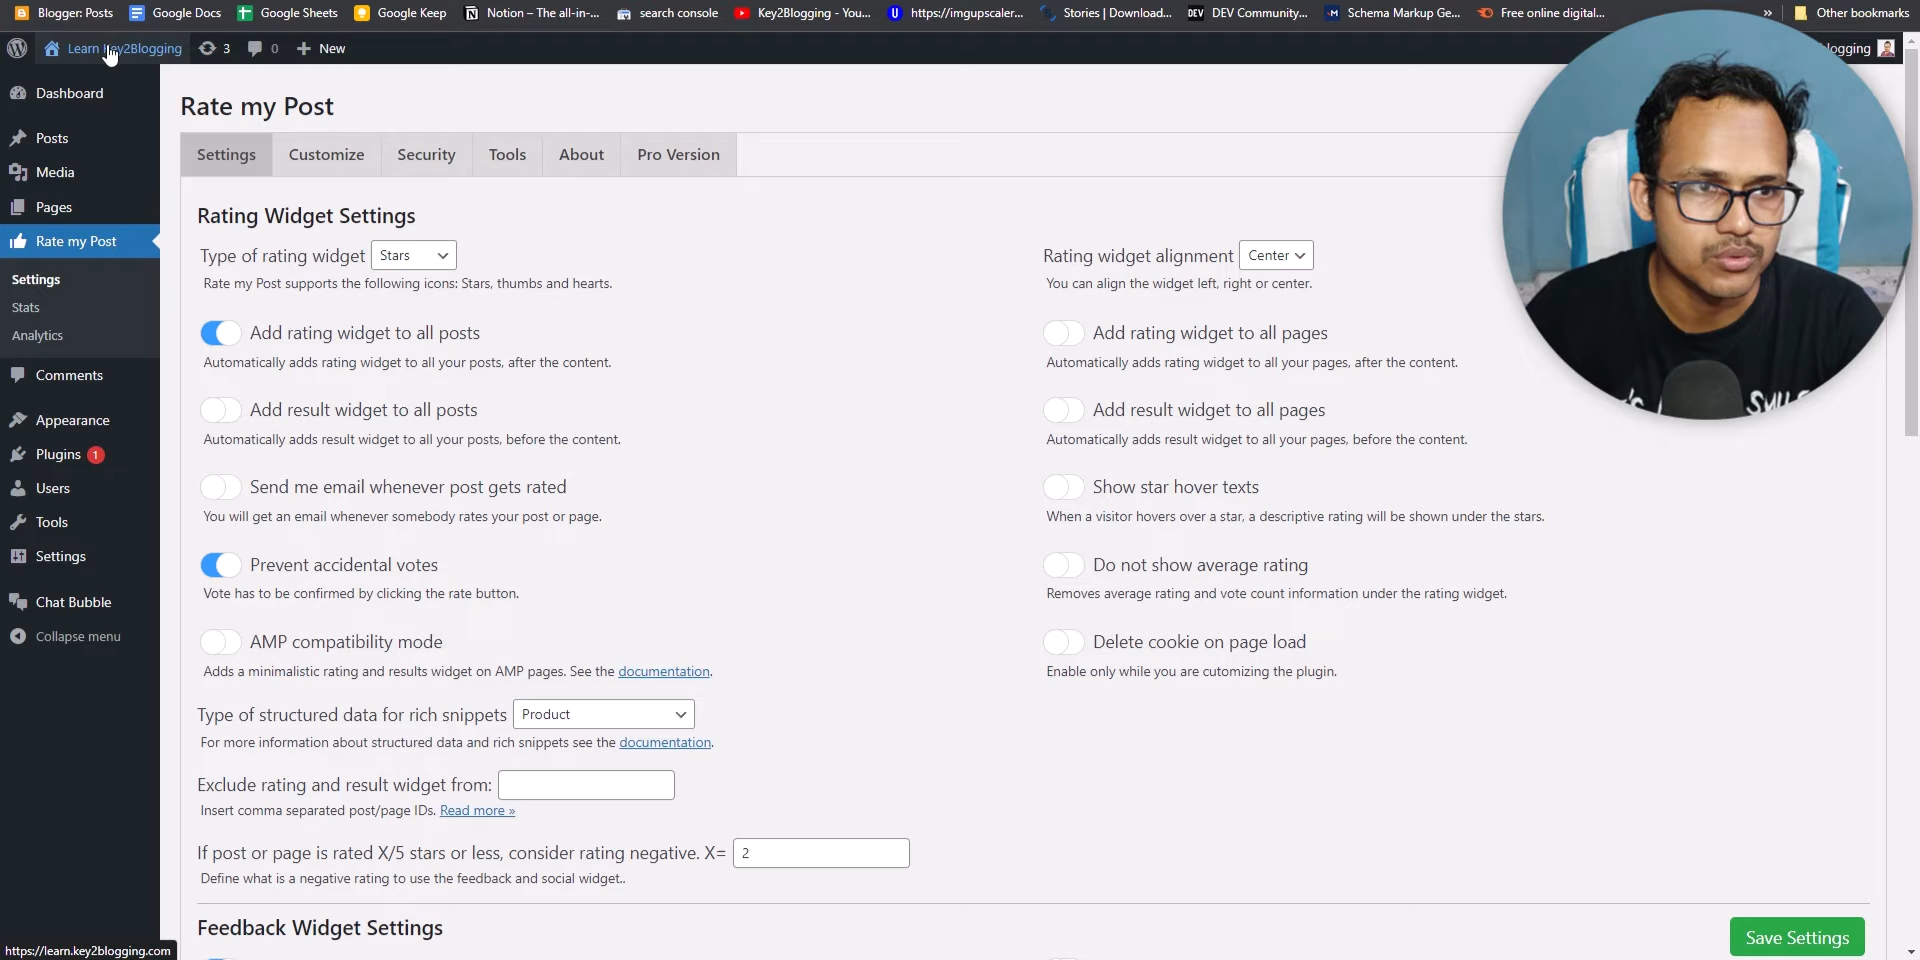 Blogger: Posts Google Docs Google Sheets Google Keep Notion – The all-in-... search console Key2Blogging - You... https://imgupscaler... Stories | Download... DEV Community... Schema Markup Ge... Free online digital... » Other bookmarks
Learn Key2Blogging 3 0 + New logging
Dashboard
Posts
Media
Pages
Rate my Post
Settings
Stats
Analytics
Comments
Appearance
Plugins 1
Users
Tools
Settings
Chat Bubble
Collapse menu
Rate my Post
Settings Customize Security Tools About Pro Version
Rating Widget Settings
Type of rating widget Stars
Rate my Post supports the following icons: Stars, thumbs and hearts.
Rating widget alignment Center
You can align the widget left, right or center.
Add rating widget to all posts
Automatically adds rating widget to all your posts, after the content.
Add rating widget to all pages
Automatically adds rating widget to all your pages, after the content.
Add result widget to all posts
Automatically adds result widget to all your posts, before the content.
Add result widget to all pages
Automatically adds result widget to all your pages, before the content.
Send me email whenever post gets rated
You will get an email whenever somebody rates your post or page.
Show star hover texts
When a visitor hovers over a star, a descriptive rating will be shown under the stars.
Prevent accidental votes
Vote has to be confirmed by clicking the rate button.
Do not show average rating
Removes average rating and vote count information under the rating widget.
AMP compatibility mode
Adds a minimalistic rating and results widget on AMP pages. See the documentation.
Delete cookie on page load
Enable only while you are cutomizing the plugin.
Type of structured data for rich snippets Product
For more information about structured data and rich snippets see the documentation.
Exclude rating and result widget from:
Insert comma separated post/page IDs. Read more »
If post or page is rated X/5 stars or less, consider rating negative. X= 2
Define what is a negative rating to use the feedback and social widget..
Feedback Widget Settings
Save Settings
https://learn.key2blogging.com